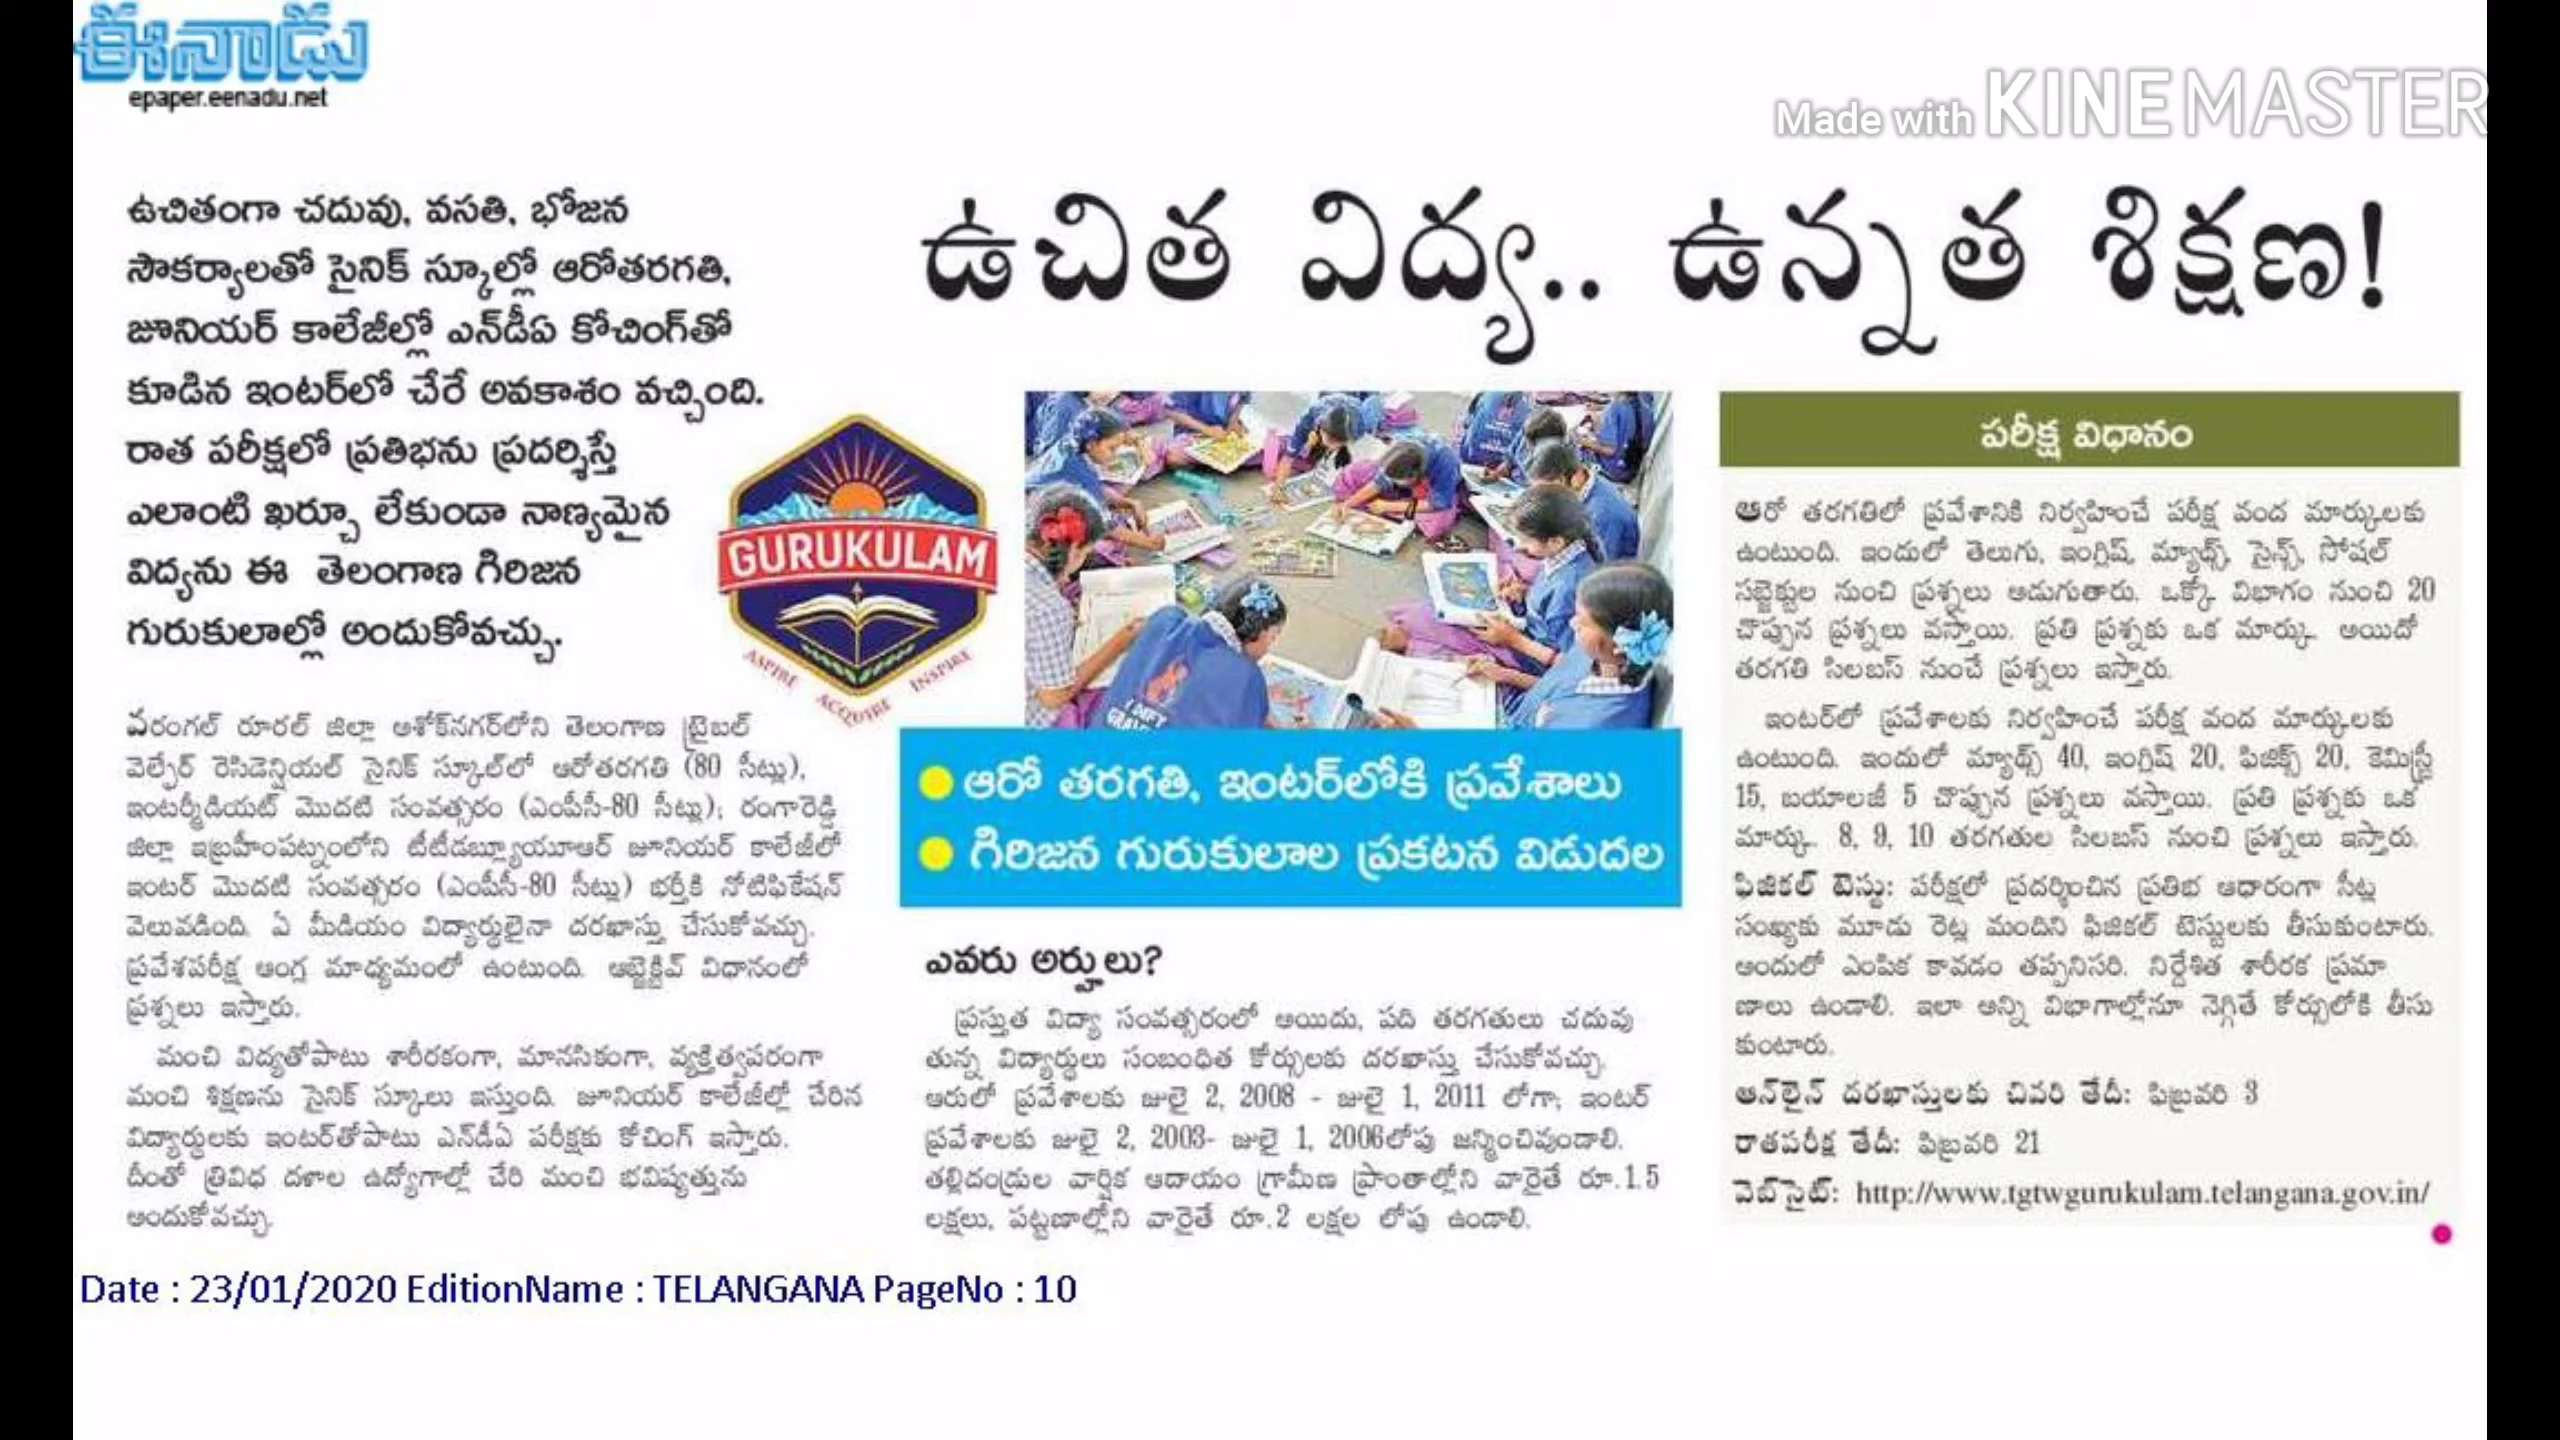 ఈనాడు
epaper.eenadu.net
Made with KINEMASTER
ఉచిత విద్య.. ఉన్నత శిక్షణ!
ఉచితంగా చదువు, వసతి, భోజన
సౌకర్యాలతో సైనిక్ స్కూల్లో ఆరోతరగతి,
జూనియర్ కాలేజీల్లో ఎన్‌డీఏ కోచింగ్‌తో
కూడిన ఇంటర్‌లో చేరే అవకాశం వచ్చింది.
రాత పరీక్షలో ప్రతిభను ప్రదర్శిస్తే
ఎలాంటి ఖర్చూ లేకుండా నాణ్యమైన
విద్యను ఈ తెలంగాణ గిరిజన
గురుకులాల్లో అందుకోవచ్చు.
GURUKULAM
ASPIRE ACQUIRE INSPIRE
వరంగల్ రూరల్ జిల్లా అశోక్‌నగర్‌లోని తెలంగాణ ట్రైబల్
వెల్ఫేర్ రెసిడెన్షియల్ సైనిక్ స్కూల్‌లో ఆరోతరగతి (80 సీట్లు),
ఇంటర్మీడియట్ మొదటి సంవత్సరం (ఎంపీసీ-80 సీట్లు); రంగారెడ్డి
జిల్లా ఇబ్రహీంపట్నంలోని టీటీడబ్ల్యూయూఆర్ జూనియర్ కాలేజీలో
ఇంటర్ మొదటి సంవత్సరం (ఎంపీసీ-80 సీట్లు) భర్తీకి నోటిఫికేషన్
వెలువడింది. ఏ మీడియం విద్యార్థులైనా దరఖాస్తు చేసుకోవచ్చు.
ప్రవేశపరీక్ష ఆంగ్ల మాధ్యమంలో ఉంటుంది. ఆబ్జెక్టివ్ విధానంలో
ప్రశ్నలు ఇస్తారు.
మంచి విద్యతోపాటు శారీరకంగా, మానసికంగా, వ్యక్తిత్వపరంగా
మంచి శిక్షణను సైనిక్ స్కూలు ఇస్తుంది. జూనియర్ కాలేజీల్లో చేరిన
విద్యార్థులకు ఇంటర్‌తోపాటు ఎన్‌డీఏ పరీక్షకు కోచింగ్ ఇస్తారు.
దీంతో త్రివిధ దళాల ఉద్యోగాల్లో చేరి మంచి భవిష్యత్తును
అందుకోవచ్చు.
ఆరో తరగతి, ఇంటర్‌లోకి ప్రవేశాలు
గిరిజన గురుకులాల ప్రకటన విడుదల
ఎవరు అర్హులు?
ప్రస్తుత విద్యా సంవత్సరంలో అయిదు, పది తరగతులు చదువు
తున్న విద్యార్థులు సంబంధిత కోర్సులకు దరఖాస్తు చేసుకోవచ్చు.
ఆరులో ప్రవేశాలకు జులై 2, 2008 - జులై 1, 2011 లోగా; ఇంటర్
ప్రవేశాలకు జులై 2, 2003- జులై 1, 2006లోపు జన్మించివుండాలి.
తల్లిదండ్రుల వార్షిక ఆదాయం గ్రామీణ ప్రాంతాల్లోని వారైతే రూ.1.5
లక్షలు, పట్టణాల్లోని వారైతే రూ.2 లక్షల లోపు ఉండాలి.
పరీక్ష విధానం
ఆరో తరగతిలో ప్రవేశానికి నిర్వహించే పరీక్ష వంద మార్కులకు
ఉంటుంది. ఇందులో తెలుగు, ఇంగ్లిష్, మ్యాథ్స్, సైన్స్, సోషల్
సబ్జెక్టుల నుంచి ప్రశ్నలు అడుగుతారు. ఒక్కో విభాగం నుంచి 20
చొప్పున ప్రశ్నలు వస్తాయి. ప్రతి ప్రశ్నకు ఒక మార్కు. అయిదో
తరగతి సిలబస్ నుంచే ప్రశ్నలు ఇస్తారు.
ఇంటర్‌లో ప్రవేశాలకు నిర్వహించే పరీక్ష వంద మార్కులకు
ఉంటుంది. ఇందులో మ్యాథ్స్ 40, ఇంగ్లిష్ 20, ఫిజిక్స్ 20, కెమిస్ట్రీ
15, బయాలజీ 5 చొప్పున ప్రశ్నలు వస్తాయి. ప్రతి ప్రశ్నకు ఒక
మార్కు. 8, 9, 10 తరగతుల సిలబస్ నుంచి ప్రశ్నలు ఇస్తారు.
ఫిజికల్ టెస్టు: పరీక్షలో ప్రదర్శించిన ప్రతిభ ఆధారంగా సీట్ల
సంఖ్యకు మూడు రెట్ల మందిని ఫిజికల్ టెస్టులకు తీసుకుంటారు.
అందులో ఎంపిక కావడం తప్పనిసరి. నిర్దేశిత శారీరక ప్రమా
ణాలు ఉండాలి. ఇలా అన్ని విభాగాల్లోనూ నెగ్గితే కోర్సులోకి తీసు
కుంటారు.
ఆన్‌లైన్ దరఖాస్తులకు చివరి తేదీ: ఫిబ్రవరి 3
రాతపరీక్ష తేదీ: ఫిబ్రవరి 21
వెబ్‌సైట్: http://www.tgtwgurukulam.telangana.gov.in/
Date : 23/01/2020 EditionName : TELANGANA PageNo : 10